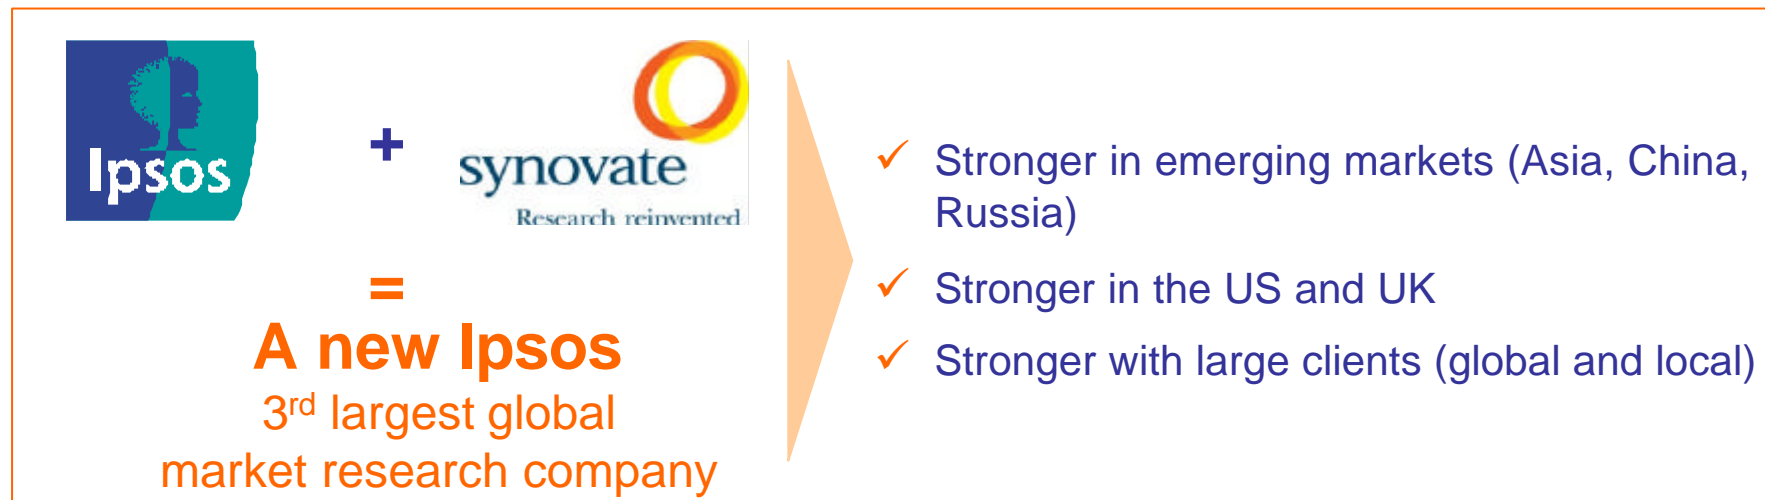 Ipsos
+
synovate
Research reinvented
=
A new Ipsos
3rd largest global
market research company
✓ Stronger in emerging markets (Asia, China,
Russia)
✓ Stronger in the US and UK
✓ Stronger with large clients (global and local)